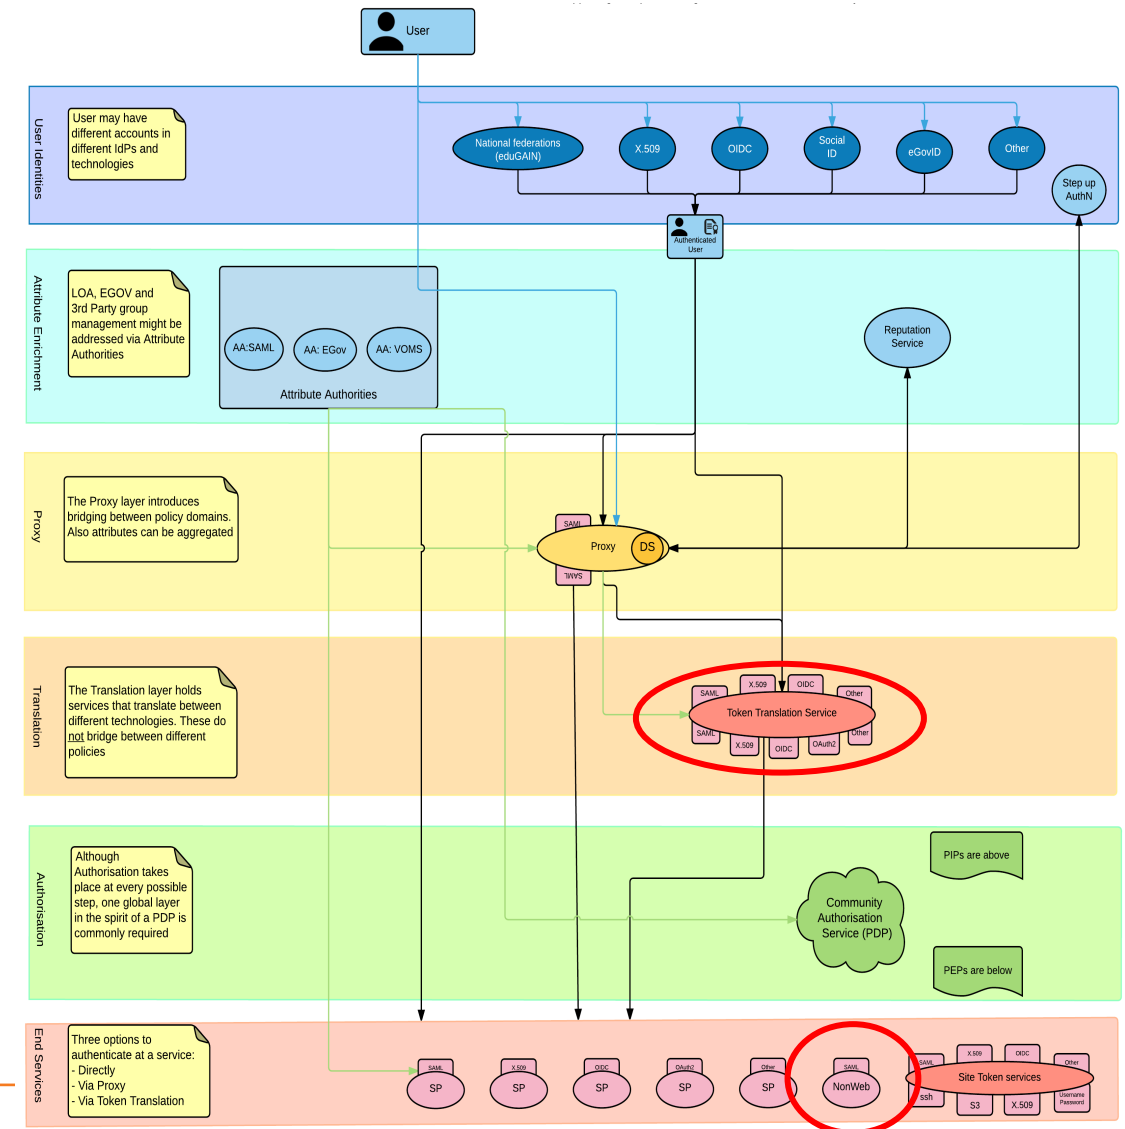 User
User Identities
User may have
different accounts in
different IdPs and
technologies
National federations
(eduGAIN)
X.509
OIDC
Social
ID
eGovID
Other
Step up
AuthN
Authenticated
User
Attribute Enrichment
LOA, EGOV and
3rd Party group
management might be
addressed via Attribute
Authorities
AA:SAML
AA: EGov
AA: VOMS
Attribute Authorities
Reputation
Service
Proxy
The Proxy layer introduces
bridging between policy domains.
Also attributes can be aggregated
SAML
Proxy
DS
SAML
Translation
The Translation layer holds
services that translate between
different technologies. These do
not bridge between different
policies
SAML
X.509
OIDC
Other
Token Translation Service
SAML
X.509
OIDC
OAuth2
Other
Authorisation
Although
Authorisation takes
place at every possible
step, one global layer
in the spirit of a PDP is
commonly required
PIPs are above
Community
Authorisation
Service (PDP)
PEPs are below
End Services
Three options to
authenticate at a service:
- Directly
- Via Proxy
- Via Token Translation
SAML
SP
X.509
SP
OIDC
SP
OAuth2
SP
Other
SP
SAML
NonWeb
SAML
X.509
OIDC
Other
Site Token services
ssh
S3
X.509
Username
Password